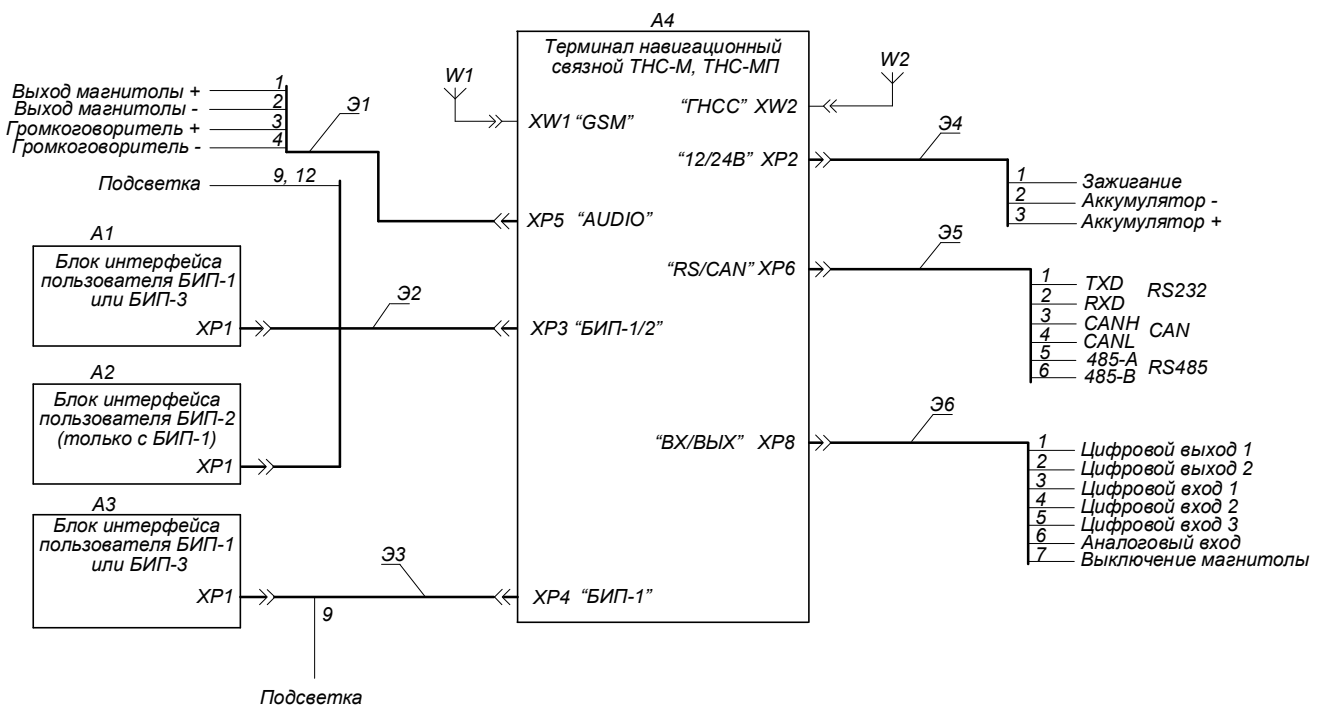 A4
Терминал навигационный
связной ТНС-М, ТНС-МП
W1
W2
Выход магнитолы + 1
Выход магнитолы - 2
Громкоговоритель + 3
Громкоговоритель - 4
Э1
XW1 “GSM”
“ГНСС” XW2
Э4
“12/24В” XP2
1 Зажигание
2 Аккумулятор -
3 Аккумулятор +
Подсветка 9, 12
XP5 “AUDIO”
A1
Блок интерфейса
пользователя БИП-1
или БИП-3
XP1
Э2
XP3 “БИП-1/2”
Э5
“RS/CAN” XP6
1 TXD
2 RXD
RS232
3 CANH
4 CANL
CAN
5 485-A
6 485-B
RS485
A2
Блок интерфейса
пользователя БИП-2
(только с БИП-1)
XP1
Э6
“ВХ/ВЫХ” XP8
1 Цифровой выход 1
2 Цифровой выход 2
3 Цифровой вход 1
4 Цифровой вход 2
5 Цифровой вход 3
6 Аналоговый вход
7 Выключение магнитолы
A3
Блок интерфейса
пользователя БИП-1
или БИП-3
XP1
Э3
XP4 “БИП-1”
9
Подсветка